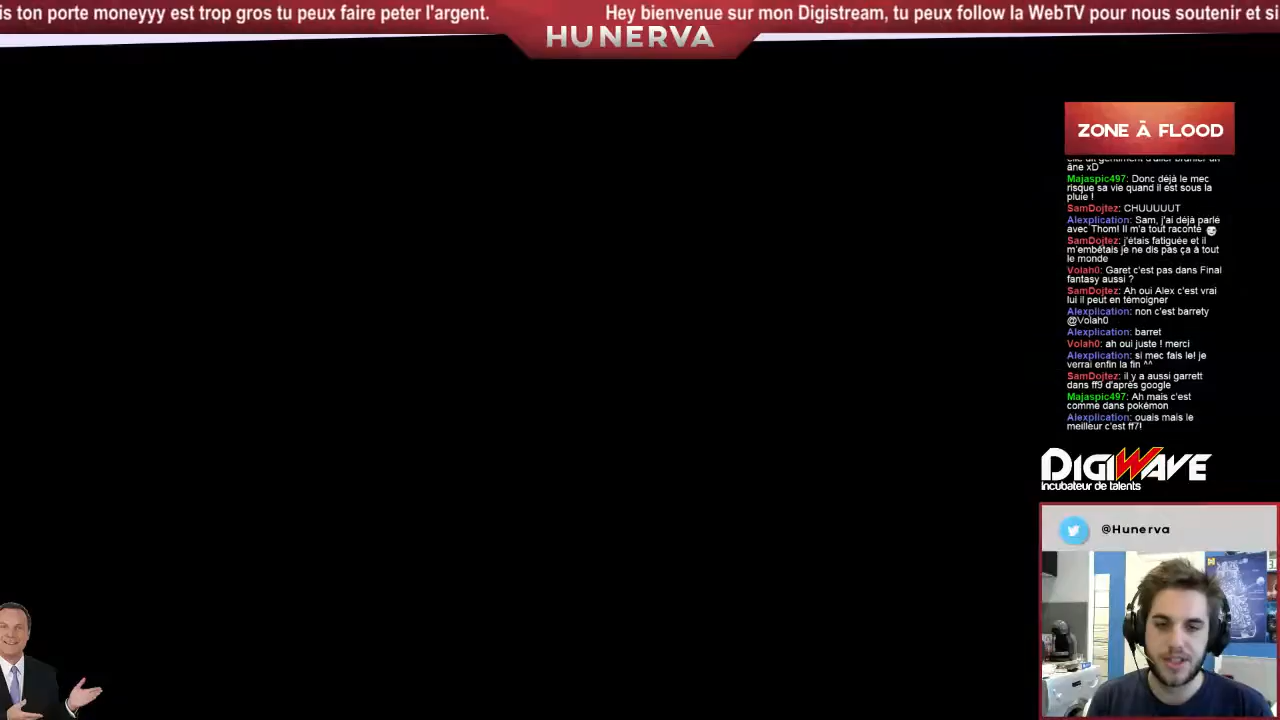 is ton porte moneyyy est trop gros tu peux faire peter l'argent. Hey bienvenue sur mon Digistream, tu peux follow la WebTV pour nous soutenir et si
HUNERVA
ZONE À FLOOD
âne xD
Majaspic497: Donc déjà le mec
risque sa vie quand il est sous la
pluie !
SamDojtez: CHUUUUUT
Alexplication: Sam, j'ai déjà parlé
avec Thom! Il m'a tout raconté
SamDojtez: j'étais fatiguée et il
m'embêtais je ne dis pas ça à tout
le monde
Volah0: Garet c'est pas dans Final
fantasy aussi ?
SamDojtez: Ah oui Alex c'est vrai
lui il peut en témoigner
Alexplication: non c'est barrety
@Volah0
Alexplication: barret
Volah0: ah oui juste ! merci
Alexplication: si mec fais le! je
verrai enfin la fin ^^
SamDojtez: il y a aussi garrett
dans ff9 d'après google
Majaspic497: Ah mais c'est
comme dans pokémon
Alexplication: ouais mais le
meilleur c'est ff7!
DIGIWAVE
Incubateur de talents
@Hunerva